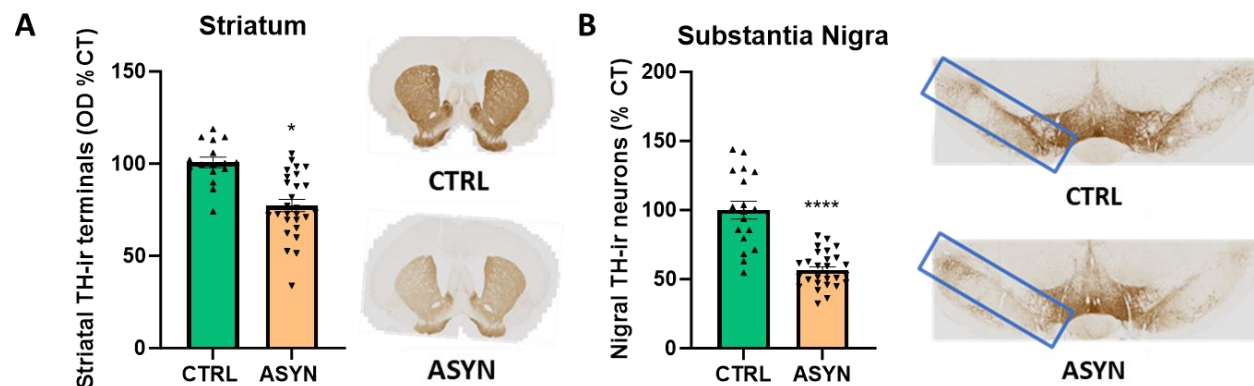 A
Striatum
Striatal TH-ir terminals (OD %CT)
150
100
50
0
*
CTRL
ASYN
CTRL
ASYN
B
Substantia Nigra
Nigral TH-ir neurons (% CT)
200
150
100
50
0
****
CTRL
ASYN
CTRL
ASYN